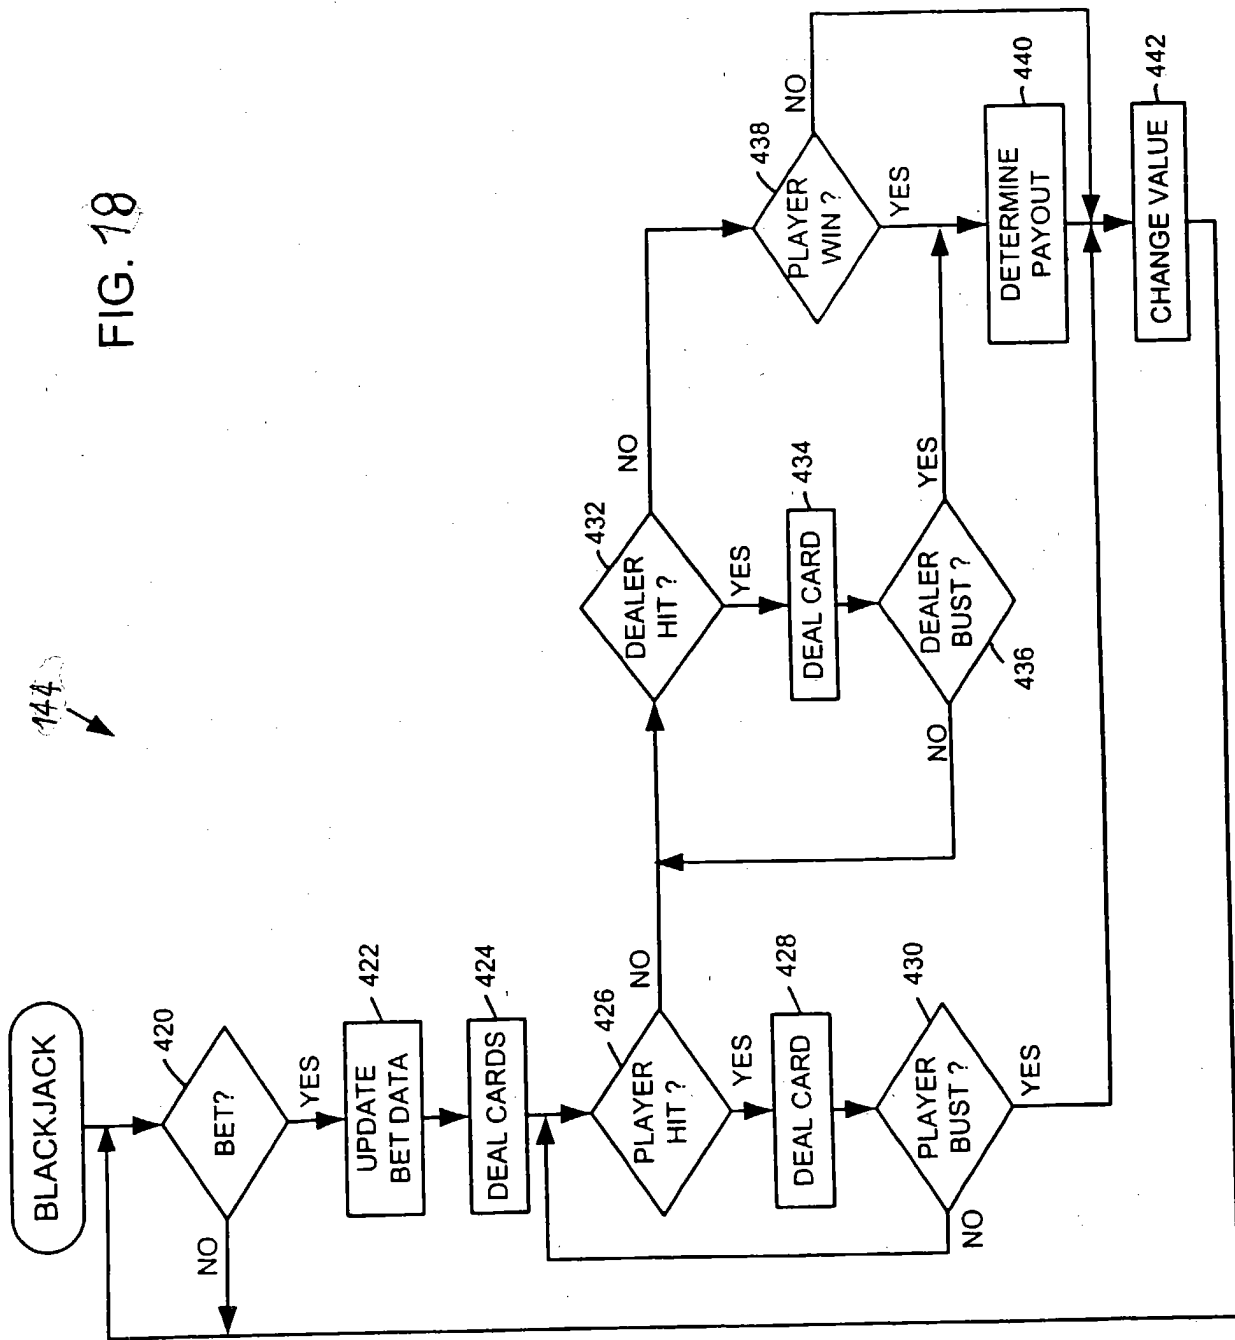 FIG. 18
144
BLACKJACK
420
BET?
YES
NO
422
UPDATE
BET DATA
424
DEAL CARDS
426
PLAYER
HIT ?
NO
YES
428
DEAL CARD
430
PLAYER
BUST ?
NO
YES
432
DEALER
HIT ?
NO
YES
434
DEAL CARD
436
DEALER
BUST ?
NO
YES
438
PLAYER
WIN ?
NO
YES
440
DETERMINE
PAYOUT
442
CHANGE VALUE